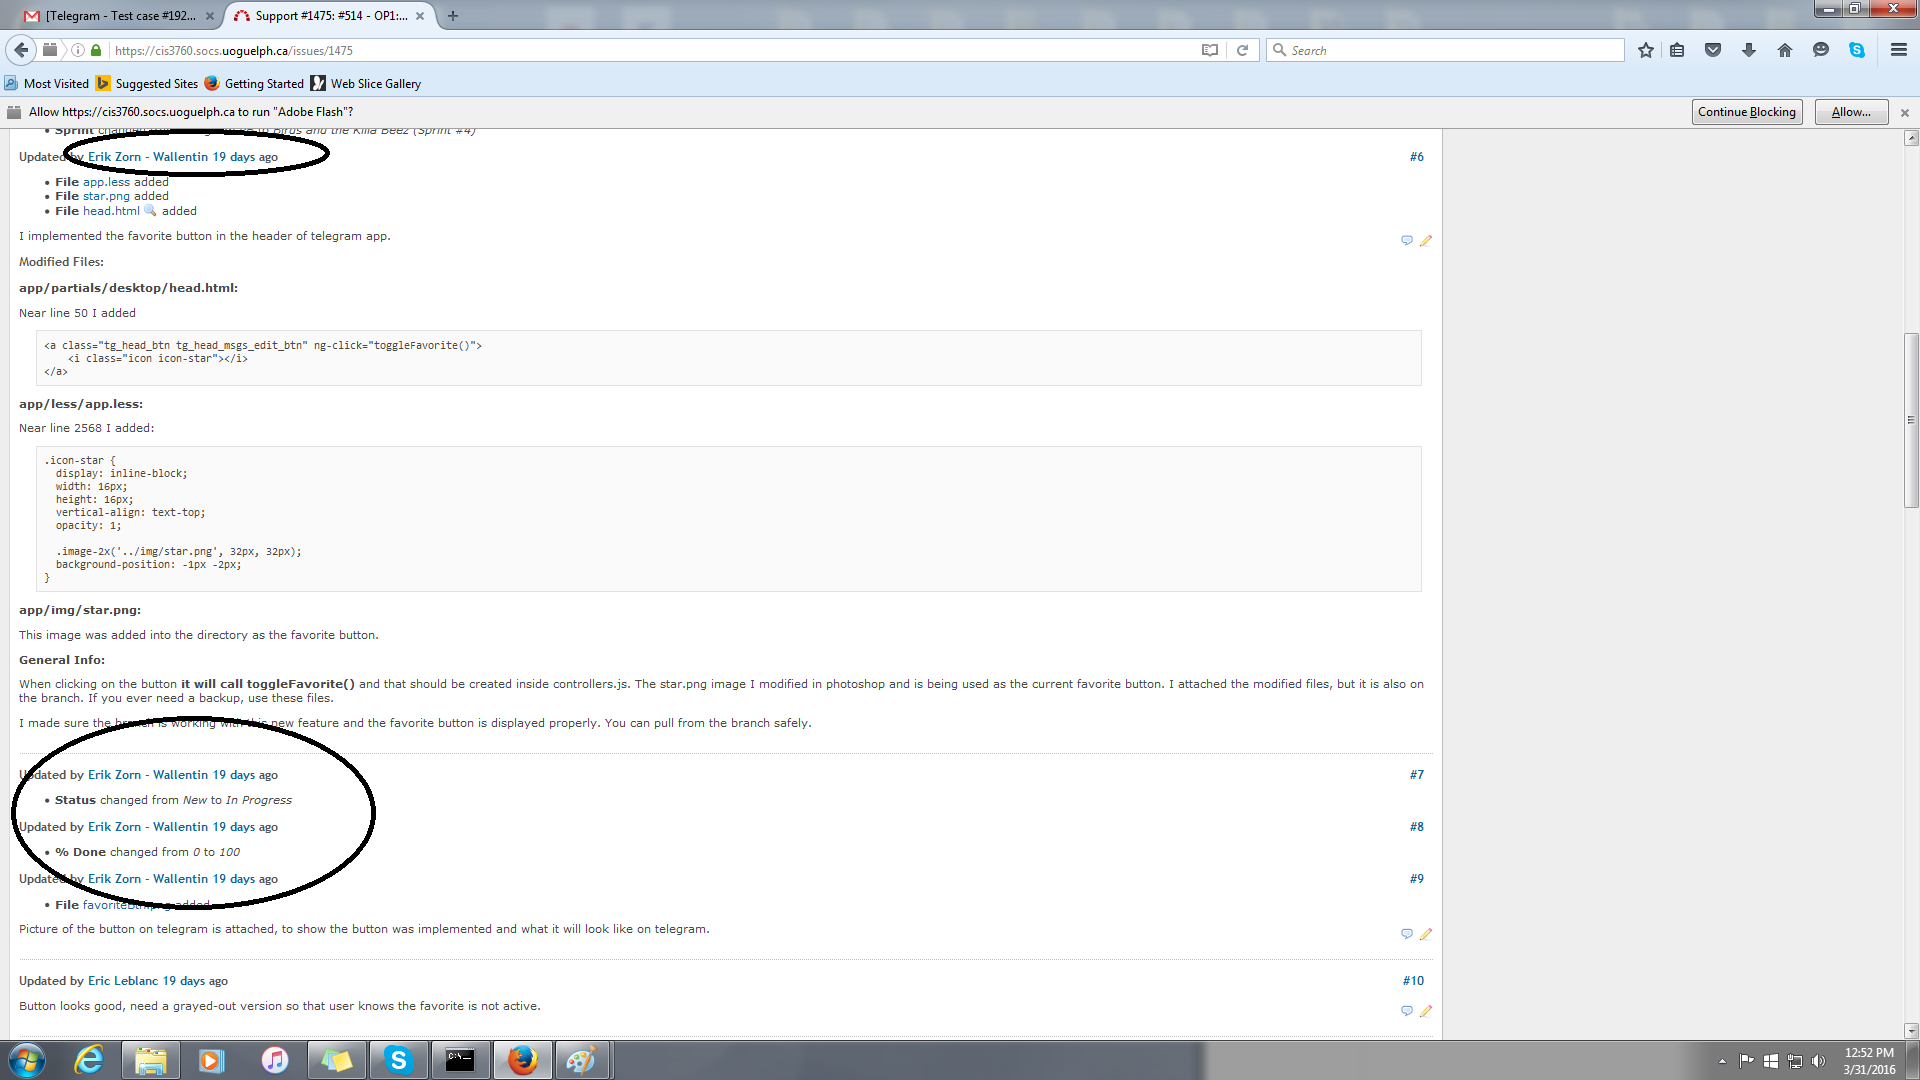 [Telegram - Test case #192...
Support #1475: #514 - OP1:...
https://cis3760.socs.uoguelph.ca/issues/1475
Search
Most Visited
Suggested Sites
Getting Started
Web Slice Gallery
Allow https://cis3760.socs.uoguelph.ca to run "Adobe Flash"?
Continue Blocking
Allow...
Sprint Birds and the Killa Beez (Sprint #4)
Updated by Erik Zorn - Wallentin 19 days ago
#6
• File app.less added
• File star.png added
• File head.html added
I implemented the favorite button in the header of telegram app.
Modified Files:
app/partials/desktop/head.html:
Near line 50 I added
<a class="tg_head_btn tg_head_msgs_edit_btn" ng-click="toggleFavorite()">
<i class="icon icon-star"></i>
</a>
app/less/app.less:
Near line 2568 I added:
.icon-star {
display: inline-block;
width: 16px;
height: 16px;
vertical-align: text-top;
opacity: 1;
.image-2x('../img/star.png', 32px, 32px);
background-position: -1px -2px;
}
app/img/star.png:
This image was added into the directory as the favorite button.
General Info:
When clicking on the button it will call toggleFavorite() and that should be created inside controllers.js. The star.png image I modified in photoshop and is being used as the current favorite button. I attached the modified files, but it is also on
the branch. If you ever need a backup, use these files.
I made sure the branch is working with this new feature and the favorite button is displayed properly. You can pull from the branch safely.
Updated by Erik Zorn - Wallentin 19 days ago
#7
• Status changed from New to In Progress
Updated by Erik Zorn - Wallentin 19 days ago
#8
• % Done changed from 0 to 100
Updated by Erik Zorn - Wallentin 19 days ago
#9
• File favoriteBtn.png added
Picture of the button on telegram is attached, to show the button was implemented and what it will look like on telegram.
Updated by Eric Leblanc 19 days ago
#10
Button looks good, need a grayed-out version so that user knows the favorite is not active.
12:52 PM
3/31/2016